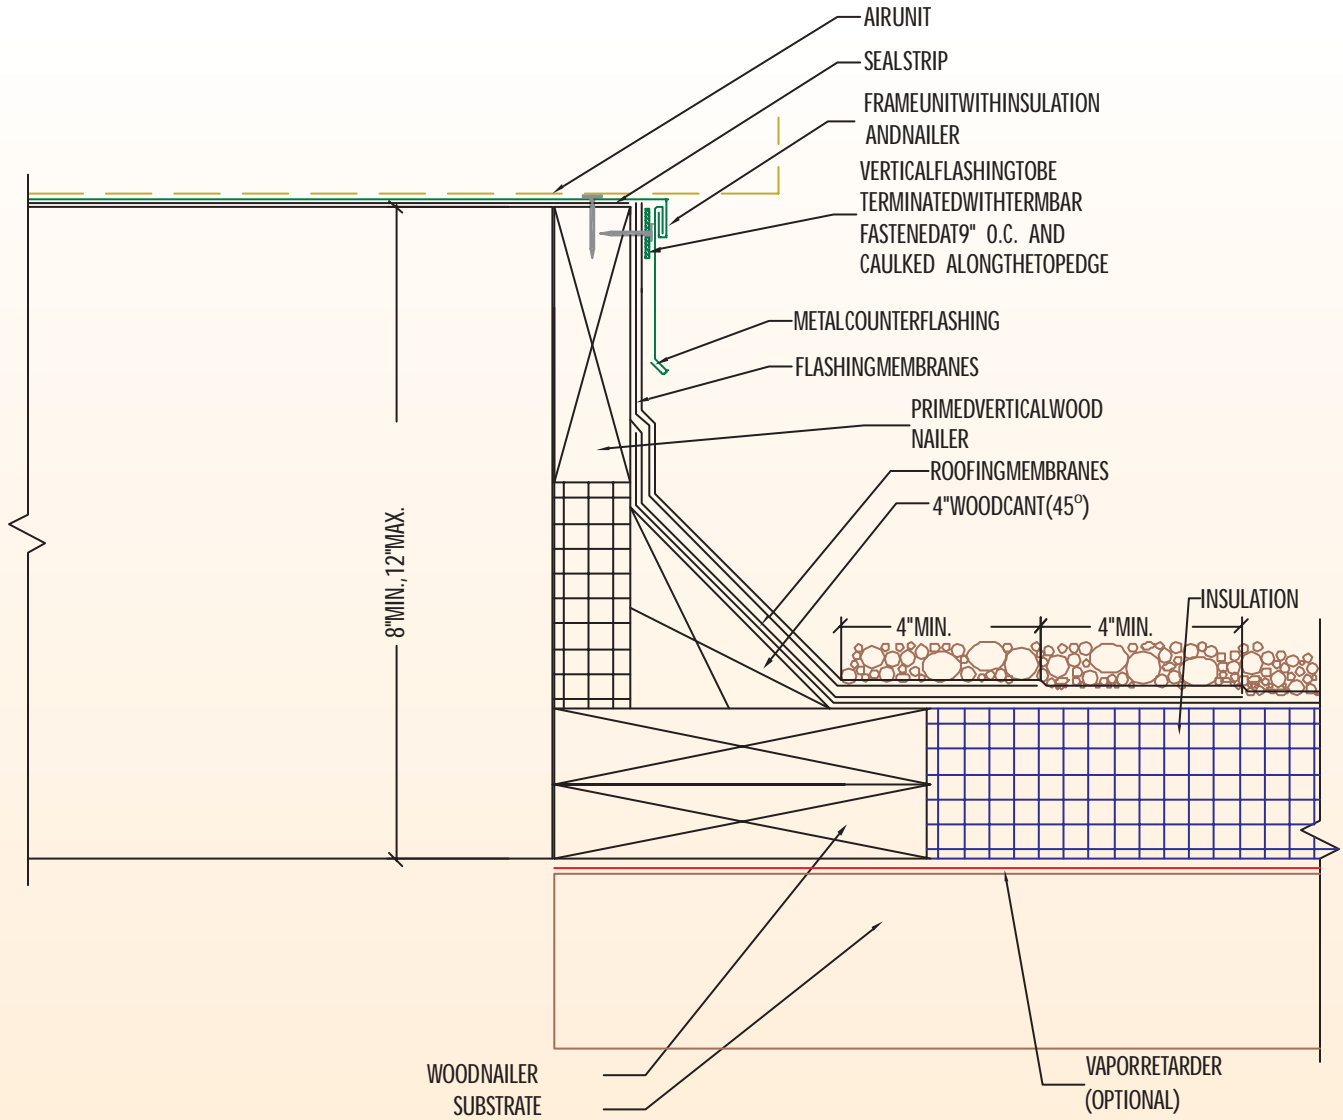 AIRUNIT
SEALSTRIP
FRAMEUNITWITHINSULATION
ANDNAILER
VERTICALFLASHINGTOBE
TERMINATEDWITHTERMBAR
FASTENEDAT9" O.C. AND
CAULKED ALONGTHETOPEDGE
METALCOUNTERFLASHING
FLASHINGMEMBRANES
PRIMEDVERTICALWOOD
NAILER
ROOFINGMEMBRANES
4"WOODCANT(45°)
8"MIN.,12"MAX.
INSULATION
4"MIN.
4"MIN.
WOODNAILER
SUBSTRATE
VAPORRETARDER
(OPTIONAL)